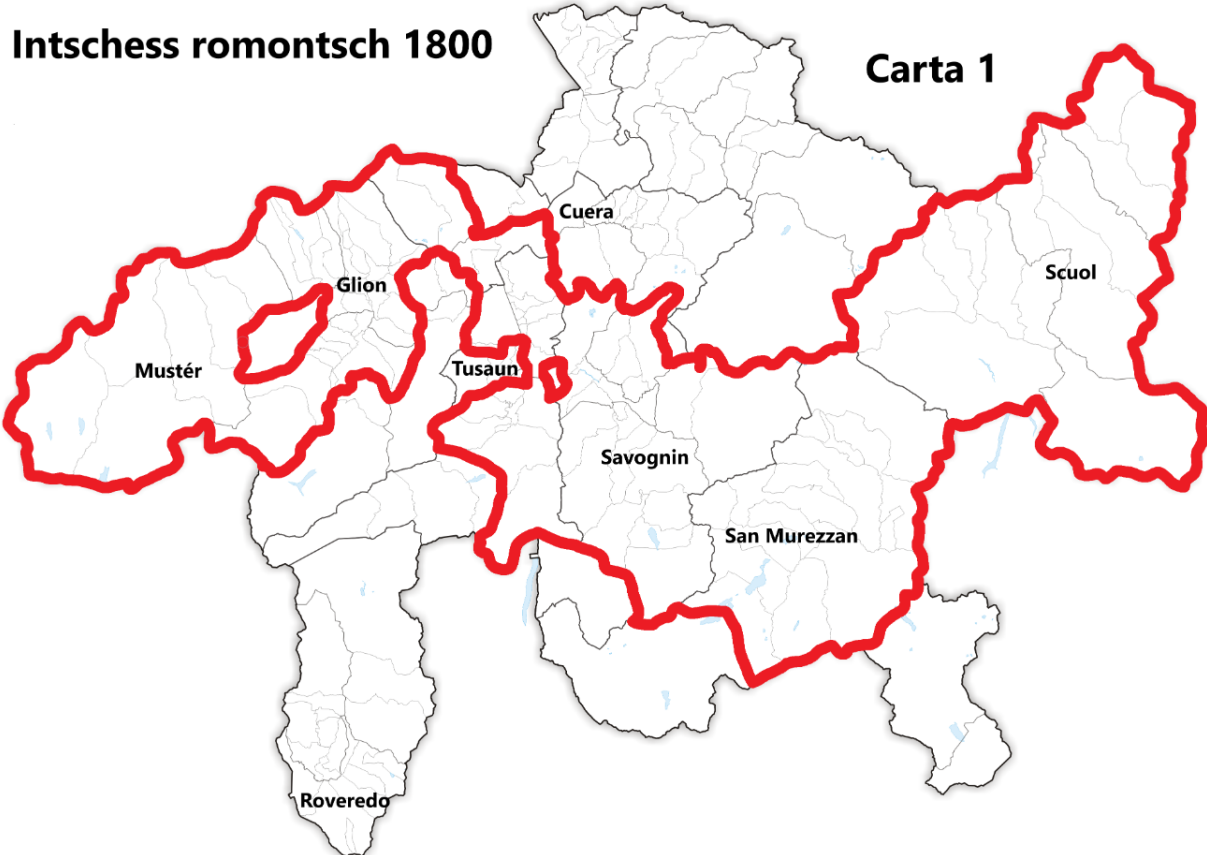 Intschess romontsch 1800
Carta 1
Cuera
Scuol
Glion
Mustér
Tusaun
Savognin
San Murezzan
Roveredo